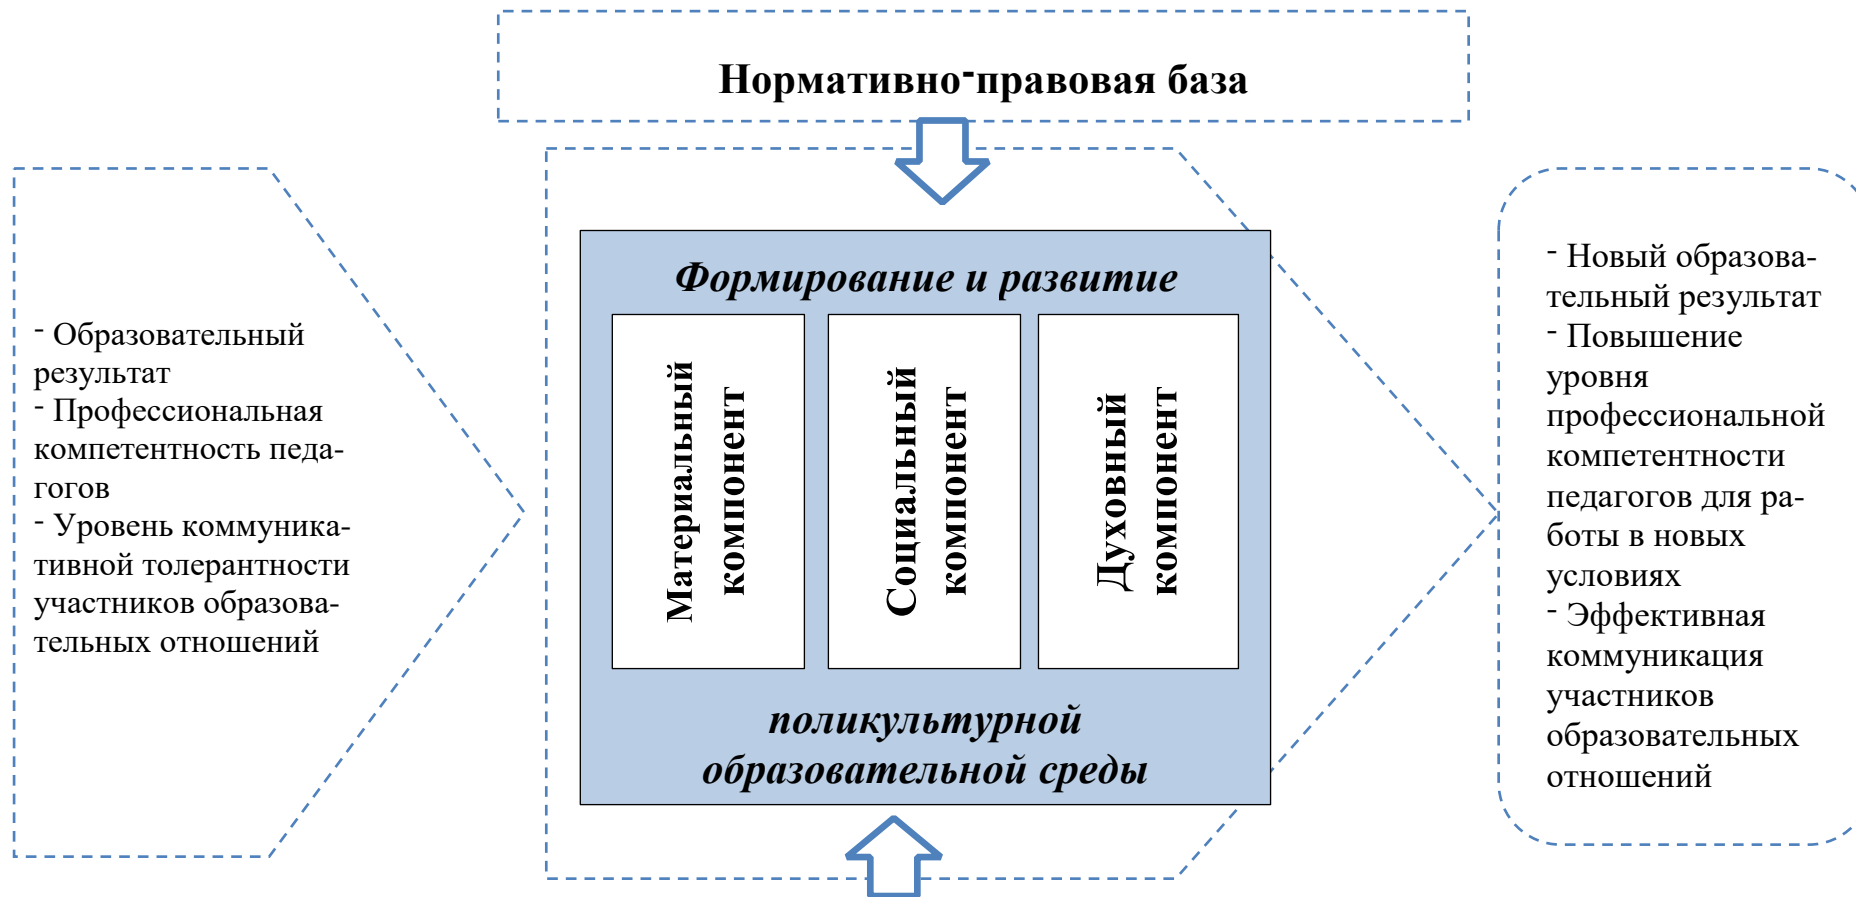 Нормативно-правовая база
- Образовательный
результат
- Профессиональная
компетентность педа-
гогов
- Уровень коммуника-
тивной толерантности
участников образова-
тельных отношений
Формирование и развитие
Материальный
компонент
Социальный
компонент
Духовный
компонент
поликультурной
образовательной среды
- Новый образова-
тельный результат
- Повышение
уровня
профессиональной
компетентности
педагогов для ра-
боты в новых
условиях
- Эффективная
коммуникация
участников
образовательных
отношений